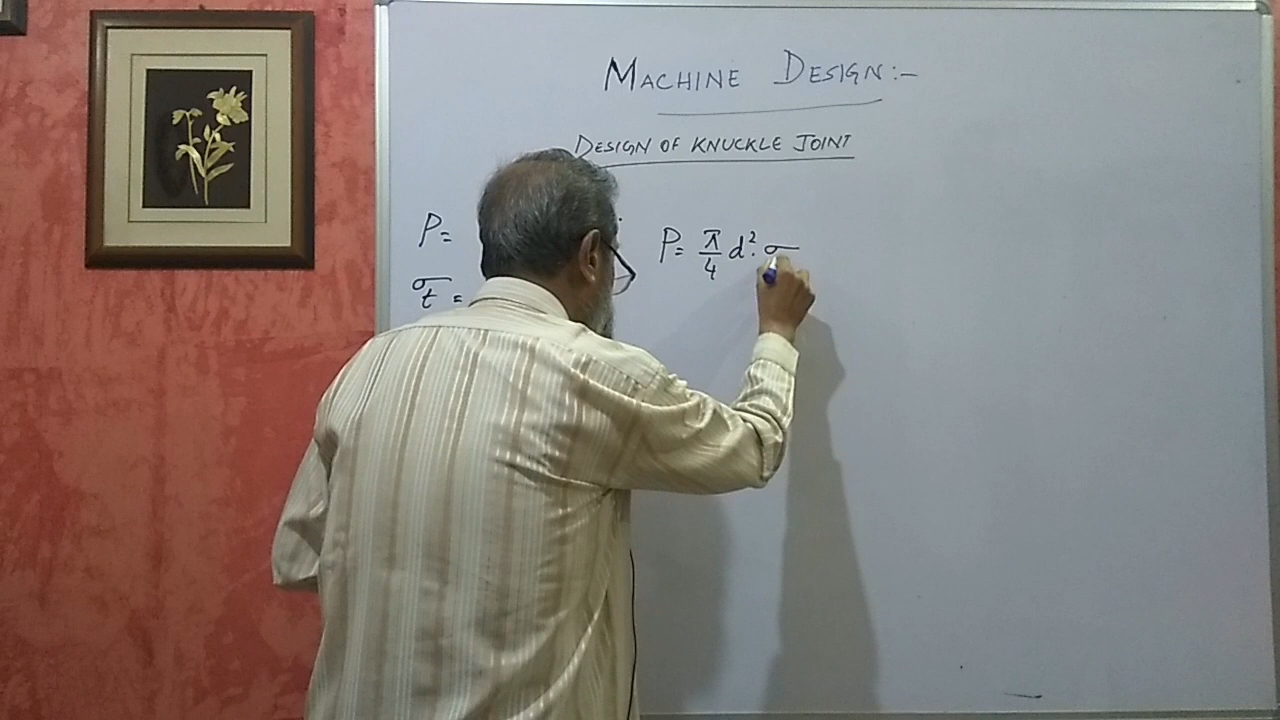 MACHINE DESIGN:-
DESIGN OF KNUCKLE JOINT
P= P= π/4 d². σ
σt =